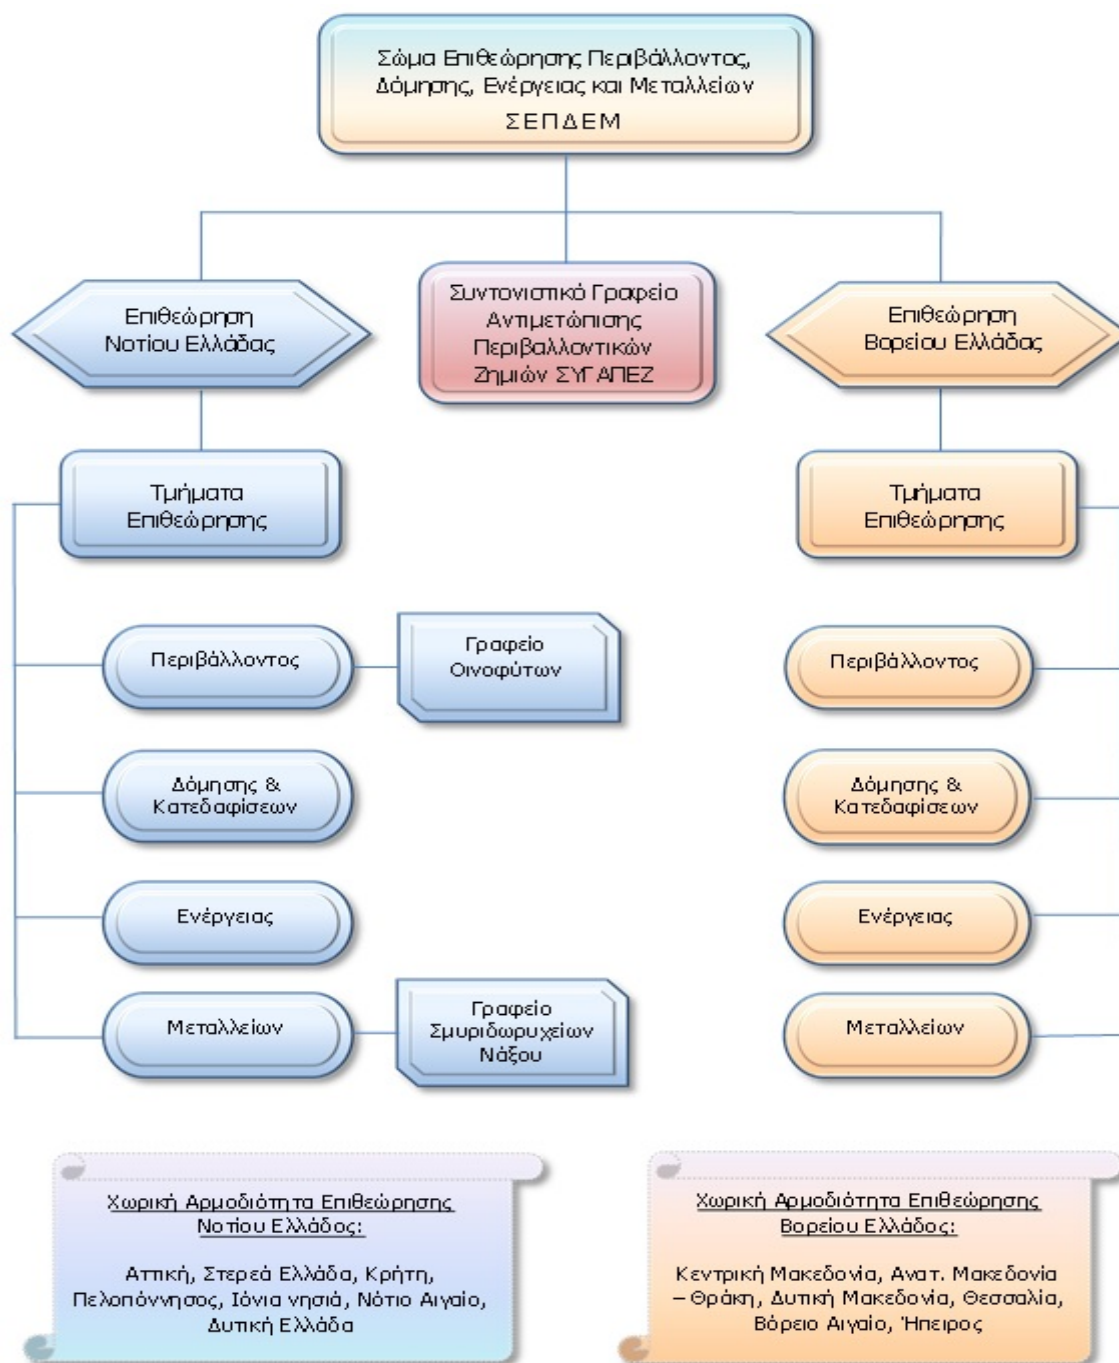 Σώμα Επιθεώρησης Περιβάλλοντος,
Δόμησης, Ενέργειας και Μεταλλείων
ΣΕΠΔΕΜ
Επιθεώρηση
Νοτίου Ελλάδας
Συντονιστικό Γραφείο
Αντιμετώπισης
Περιβαλλοντικών
Ζημιών ΣΥΓΑΠΕΖ
Επιθεώρηση
Βορείου Ελλάδας
Τμήματα
Επιθεώρησης
Τμήματα
Επιθεώρησης
Περιβάλλοντος
Γραφείο
Οινοφύτων
Περιβάλλοντος
Δόμησης &
Κατεδαφίσεων
Δόμησης &
Κατεδαφίσεων
Ενέργειας
Ενέργειας
Μεταλλείων
Γραφείο
Σμυριδωρυχείων
Νάξου
Μεταλλείων
Χωρική Αρμοδιότητα Επιθεώρησης
Νοτίου Ελλάδος:
Αττική, Στερεά Ελλάδα, Κρήτη,
Πελοπόννησος, Ιόνια νησιά, Νότιο Αιγαίο,
Δυτική Ελλάδα
Χωρική Αρμοδιότητα Επιθεώρησης
Βορείου Ελλάδος:
Κεντρική Μακεδονία, Ανατ. Μακεδονία
– Θράκη, Δυτική Μακεδονία, Θεσσαλία,
Βόρειο Αιγαίο, Ήπειρος